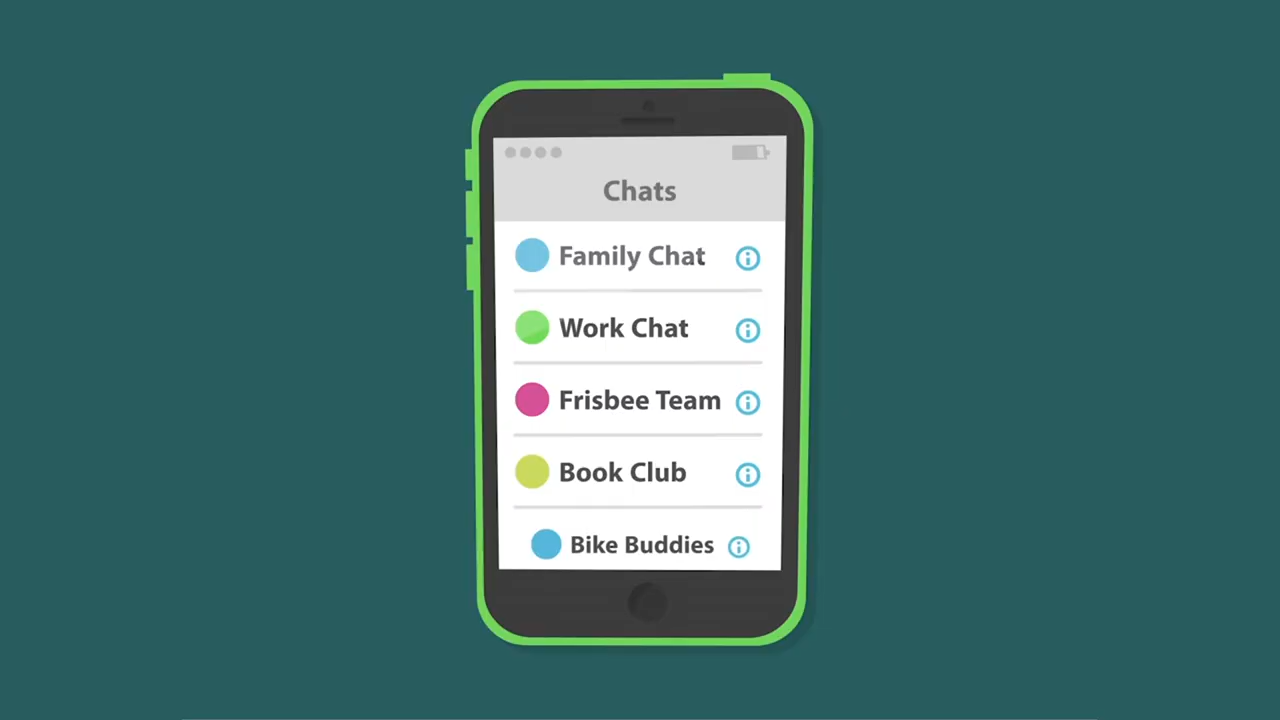 Chats
Family Chat
Work Chat
Frisbee Team
Book Club
Bike Buddies